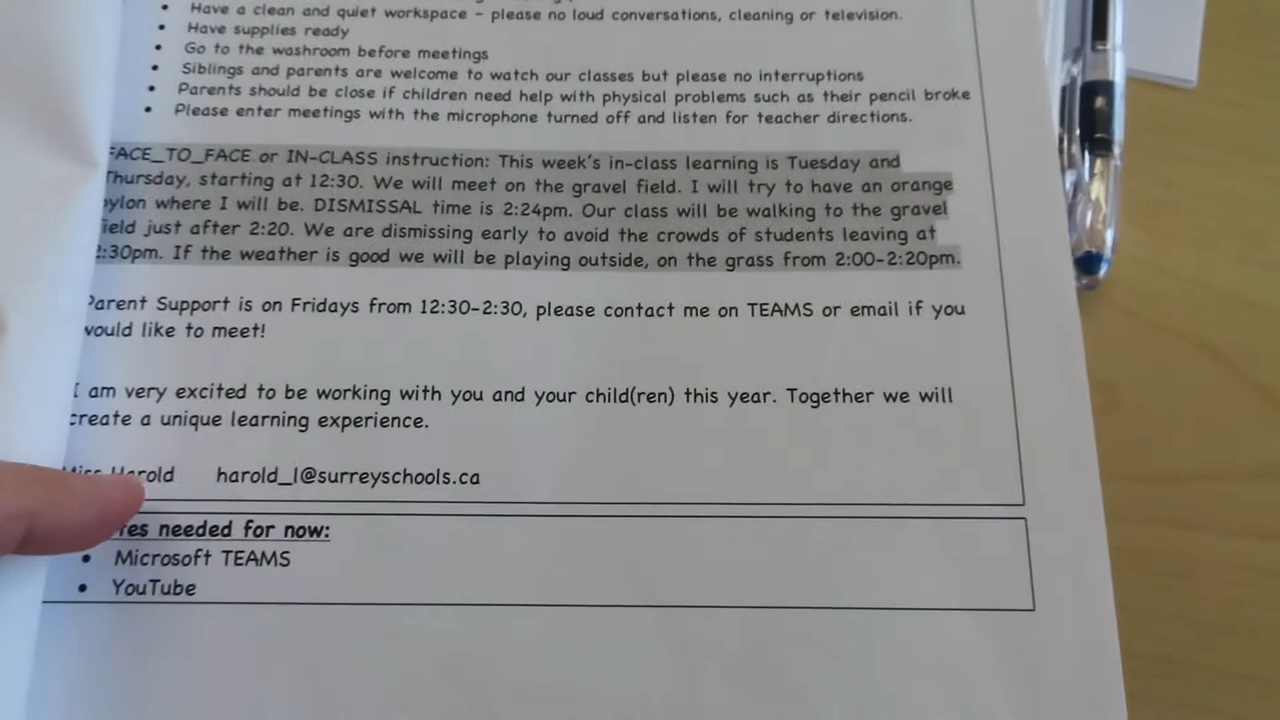 • Have a clean and quiet workspace – please no loud conversations, cleaning or television.
• Have supplies ready
• Go to the washroom before meetings
• Siblings and parents are welcome to watch our classes but please no interruptions
• Parents should be close if children need help with physical problems such as their pencil broke
• Please enter meetings with the microphone turned off and listen for teacher directions.
FACE_TO_FACE or IN-CLASS instruction: This week's in-class learning is Tuesday and
Thursday, starting at 12:30. We will meet on the gravel field. I will try to have an orange
pylon where I will be. DISMISSAL time is 2:24pm. Our class will be walking to the gravel
field just after 2:20. We are dismissing early to avoid the crowds of students leaving at
2:30pm. If the weather is good we will be playing outside, on the grass from 2:00-2:20pm.
Parent Support is on Fridays from 12:30-2:30, please contact me on TEAMS or email if you
would like to meet!
I am very excited to be working with you and your child(ren) this year. Together we will
create a unique learning experience.
Miss Harold harold_l@surreyschools.ca
needed for now:
• Microsoft TEAMS
• YouTube